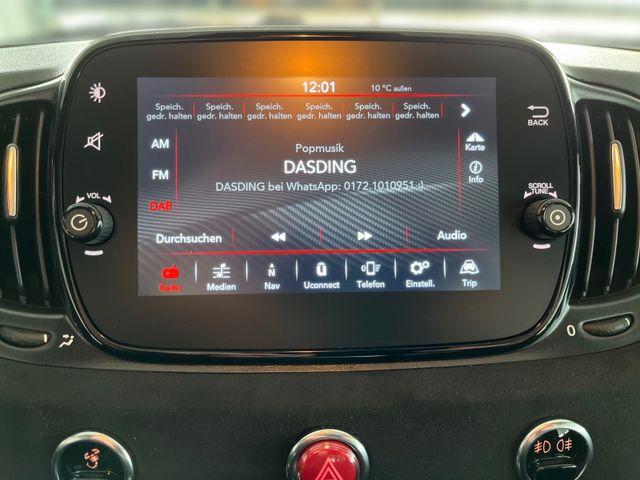 12:01 10 °C außen
Speich. Speich. Speich. Speich. Speich. Speich.
gedr. halten gedr. halten gedr. halten gedr. halten gedr. halten gedr. halten
AM
FM
DAB
Popmusik
DASDING
DASDING bei WhatsApp: 0172.1010951 :)
Karte
Info
Durchsuchen Audio
Radio Medien Nav Uconnect Telefon Einstell. Trip
N
VOL
BACK
SCROLL
TUNE
0